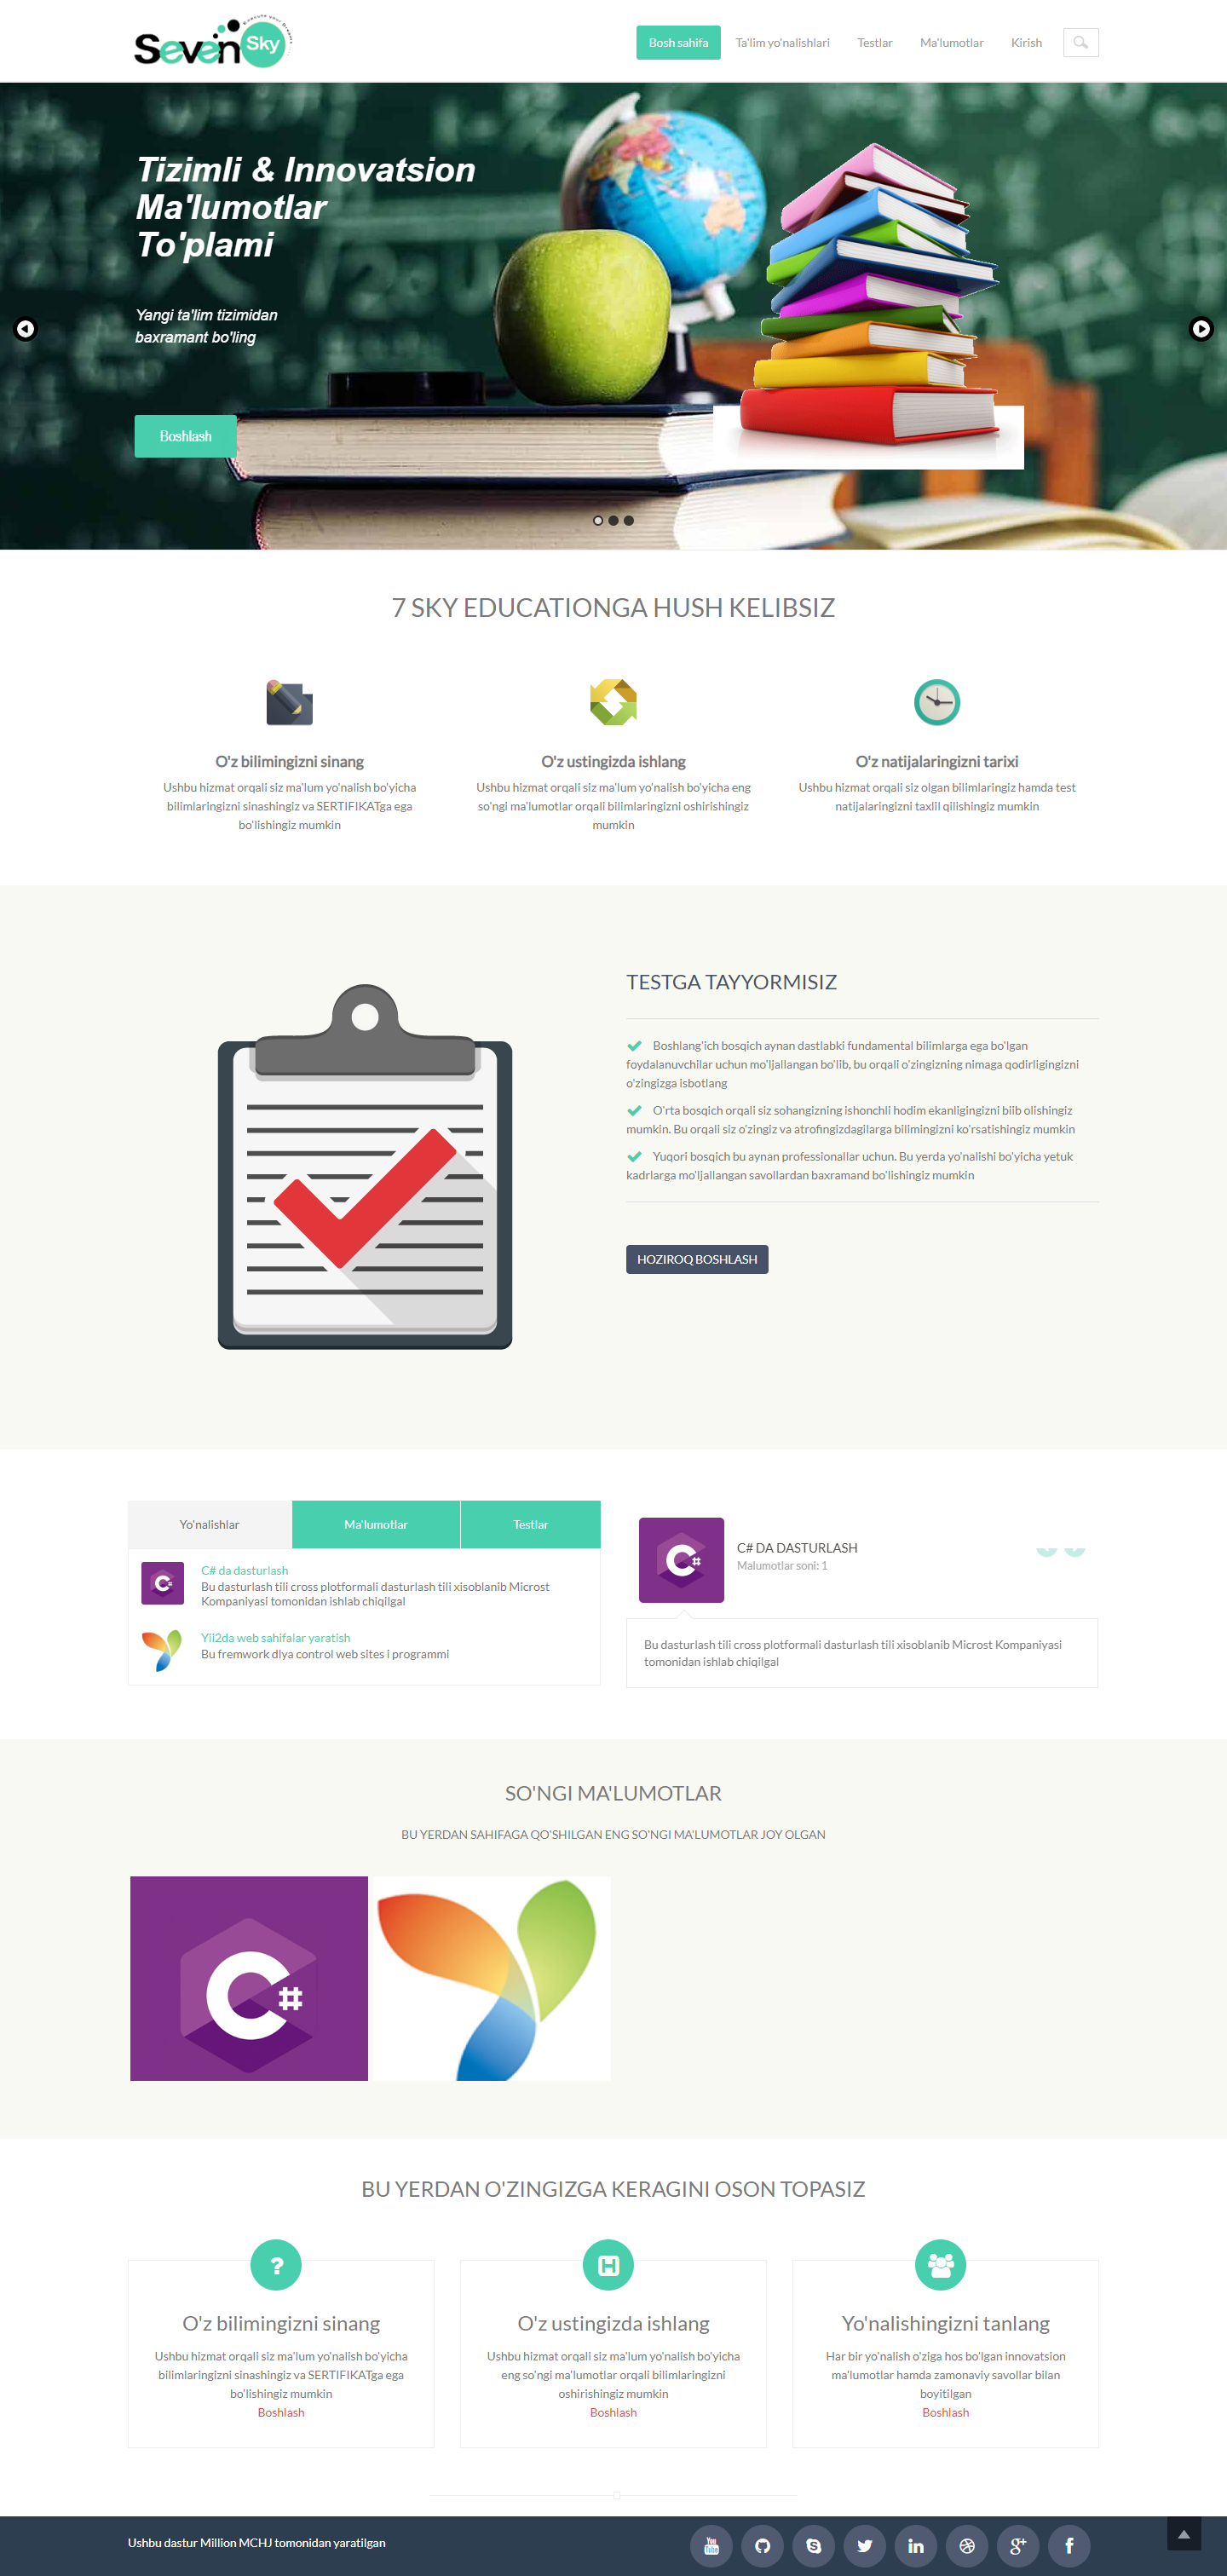 Seven Sky
Execute your Dreams
Bosh sahifa
Ta'lim yo'nalishlari
Testlar
Ma'lumotlar
Kirish
Tizimli & Innovatsion
Ma'lumotlar
To'plami
Yangi ta'lim tizimidan
baxramant bo'ling
Boshlash
7 SKY EDUCATIONGA HUSH KELIBSIZ
O'z bilimingizni sinang
Ushbu hizmat orqali siz ma'lum yo'nalish bo'yicha
bilimlaringizni sinashingiz va SERTIFIKATga ega
bo'lishingiz mumkin
O'z ustingizda ishlang
Ushbu hizmat orqali siz ma'lum yo'nalish bo'yicha eng
so'ngi ma'lumotlar orqali bilimlaringizni oshirishingiz
mumkin
O'z natijalaringizni tarixi
Ushbu hizmat orqali siz olgan bilimlaringiz hamda test
natijalaringizni taxlil qilishingiz mumkin
TESTGA TAYYORMISIZ
Boshlang'ich bosqich aynan dastlabki fundamental bilimlarga ega bo'lgan
foydalanuvchilar uchun mo'ljallangan bo'lib, bu orqali o'zingizning nimaga qodirligingizni
o'zingizga isbotlang
O'rta bosqich orqali siz sohangizning ishonchli hodim ekanligingizni biib olishingiz
mumkin. Bu orqali siz o'zingiz va atrofingizdagilarga bilimingizni ko'rsatishingiz mumkin
Yuqori bosqich bu aynan professionallar uchun. Bu yerda yo'nalishi bo'yicha yetuk
kadrlarga mo'ljallangan savollardan baxramand bo'lishingiz mumkin
HOZIROQ BOSHLASH
Yo'nalishlar
Ma'lumotlar
Testlar
C# da dasturlash
Bu dasturlash tili cross plotformali dasturlash tili xisoblanib Microst
Kompaniyasi tomonidan ishlab chiqilgal
Yii2da web sahifalar yaratish
Bu fremwork dlya control web sites i programmi
C# DA DASTURLASH
Malumotlar soni: 1
Bu dasturlash tili cross plotformali dasturlash tili xisoblanib Microst Kompaniyasi
tomonidan ishlab chiqilgal
SO'NGI MA'LUMOTLAR
BU YERDAN SAHIFAGA QO'SHILGAN ENG SO'NGI MA'LUMOTLAR JOY OLGAN
C#
BU YERDAN O'ZINGIZGA KERAGINI OSON TOPASIZ
O'z bilimingizni sinang
Ushbu hizmat orqali siz ma'lum yo'nalish bo'yicha
bilimlaringizni sinashingiz va SERTIFIKATga ega
bo'lishingiz mumkin
Boshlash
O'z ustingizda ishlang
Ushbu hizmat orqali siz ma'lum yo'nalish bo'yicha
eng so'ngi ma'lumotlar orqali bilimlaringizni
oshirishingiz mumkin
Boshlash
Yo'nalishingizni tanlang
Har bir yo'nalish o'ziga hos bo'lgan innovatsion
ma'lumotlar hamda zamonaviy savollar bilan
boyitilgan
Boshlash
Ushbu dastur Million MCHJ tomonidan yaratilgan